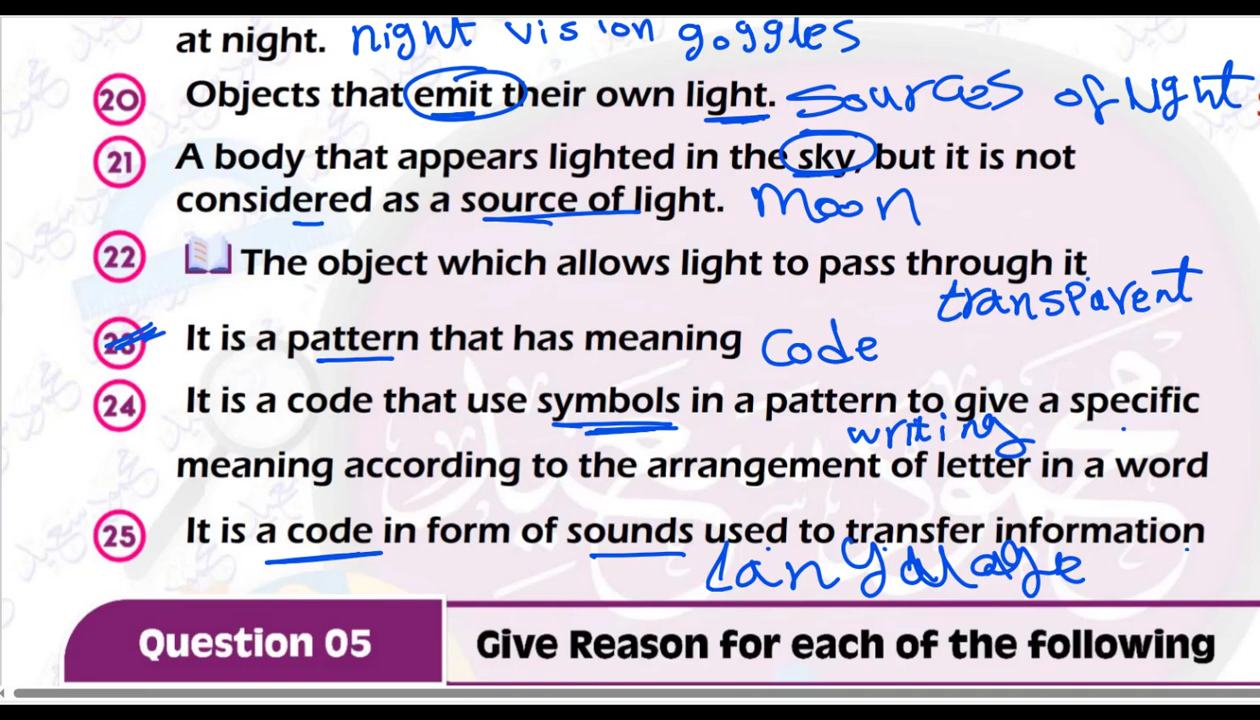 at night. night vision goggles
20 Objects that emit their own light. Sources of light
21 A body that appears lighted in the sky, but it is not
considered as a source of light. Moon
22 The object which allows light to pass through it
transparent
23 It is a pattern that has meaning Code
24 It is a code that use symbols in a pattern to give a specific
writing
meaning according to the arrangement of letter in a word
25 It is a code in form of sounds used to transfer information
Language
Question 05 Give Reason for each of the following